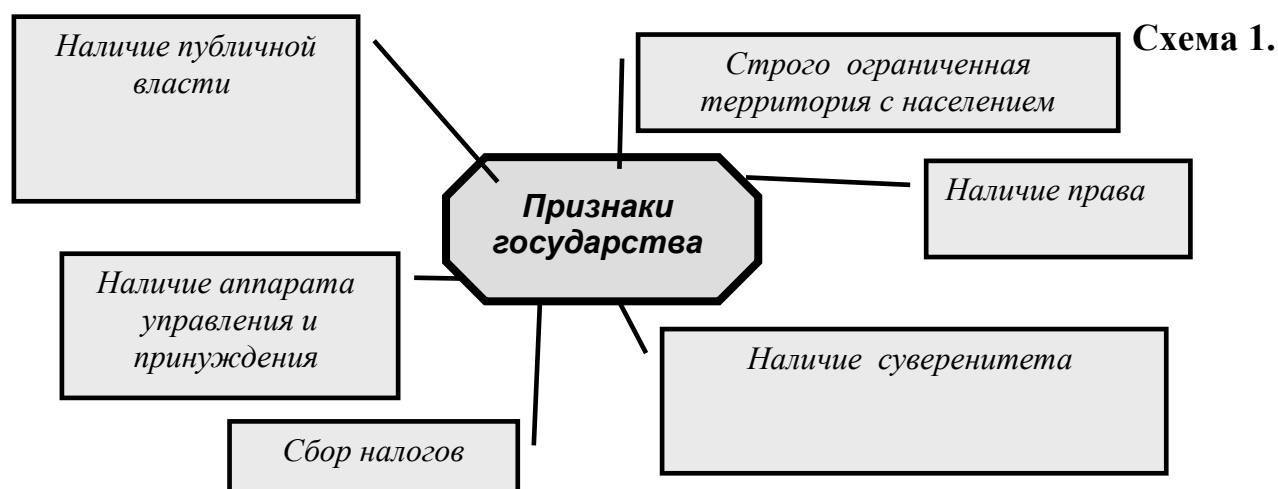 Схема 1.
Наличие публичной
власти
Строго ограниченная
территория с населением
Признаки
государства
Наличие права
Наличие аппарата
управления и
принуждения
Наличие суверенитета
Сбор налогов